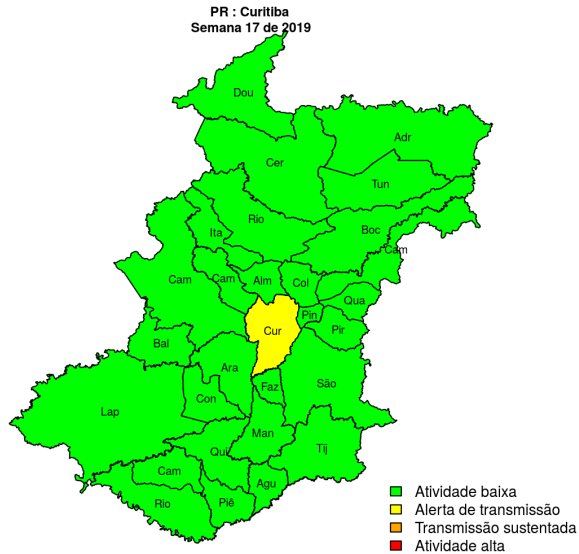 PR : Curitiba
Semana 17 de 2019
Dou
Adr
Cer
Tun
Rio
Ita
Boc
Cam
Cam
Cam
Alm
Col
Qua
Pin
Cur
Pir
Bal
Ara
Faz
São
Con
Lap
Man
Tij
Qui
Cam
Agu
Rio
Piê
Atividade baixa
Alerta de transmissão
Transmissão sustentada
Atividade alta